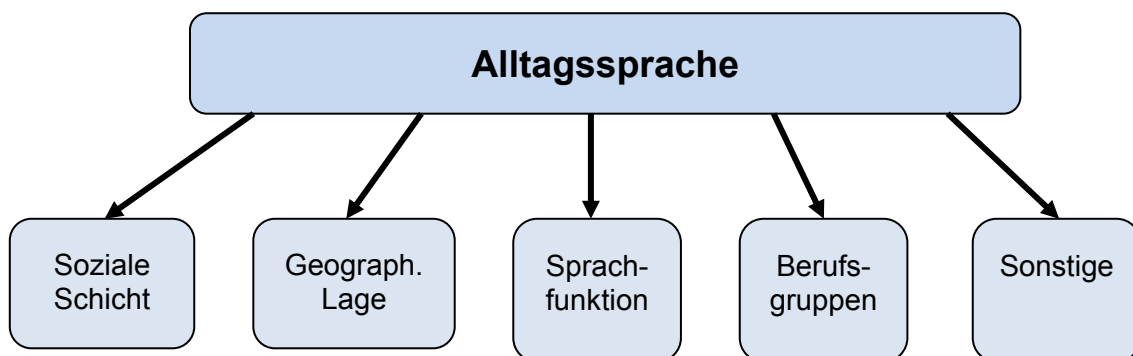 Alltagssprache
Soziale
Schicht
Geograph.
Lage
Sprach-
funktion
Berufs-
gruppen
Sonstige